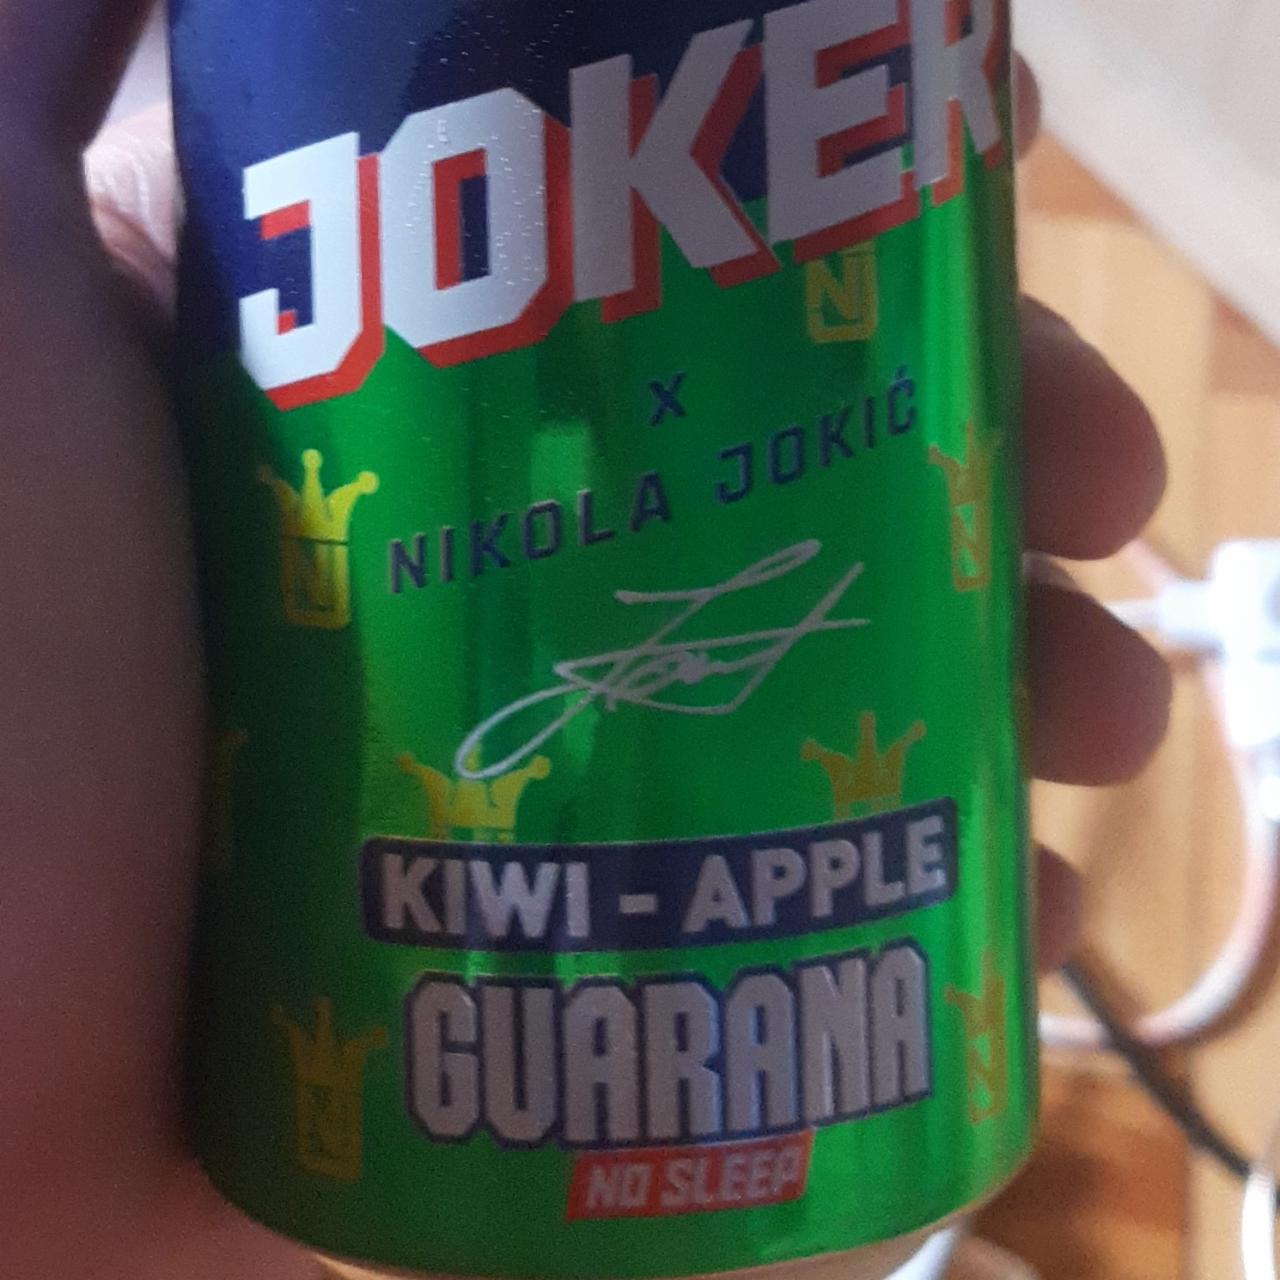 JOKER
X
NIKOLA JOKIĆ
KIWI - APPLE
GUARANA
NO SLEEP